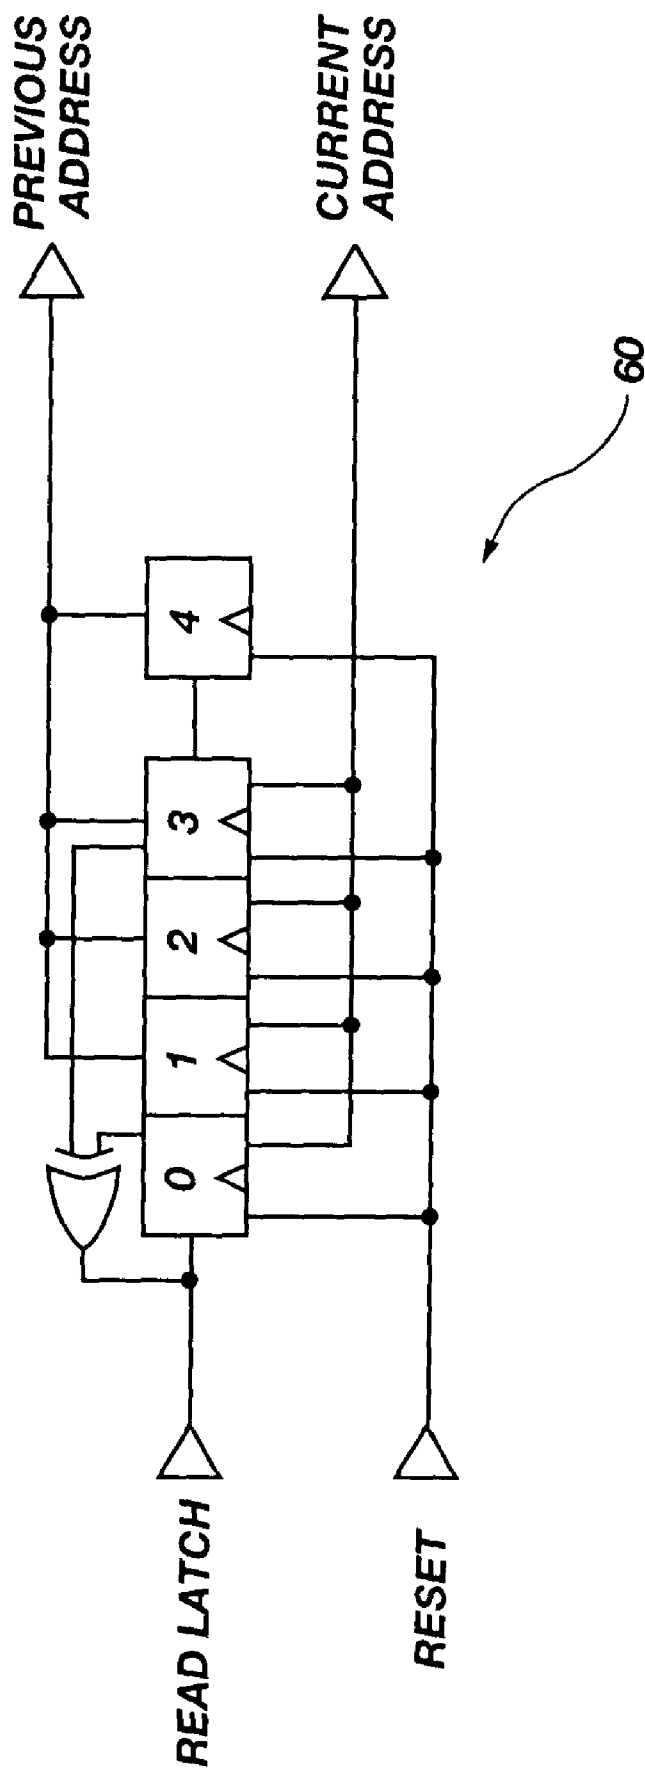 PREVIOUS
ADDRESS
CURRENT
ADDRESS
READ LATCH
RESET
0
1
2
3
4
60